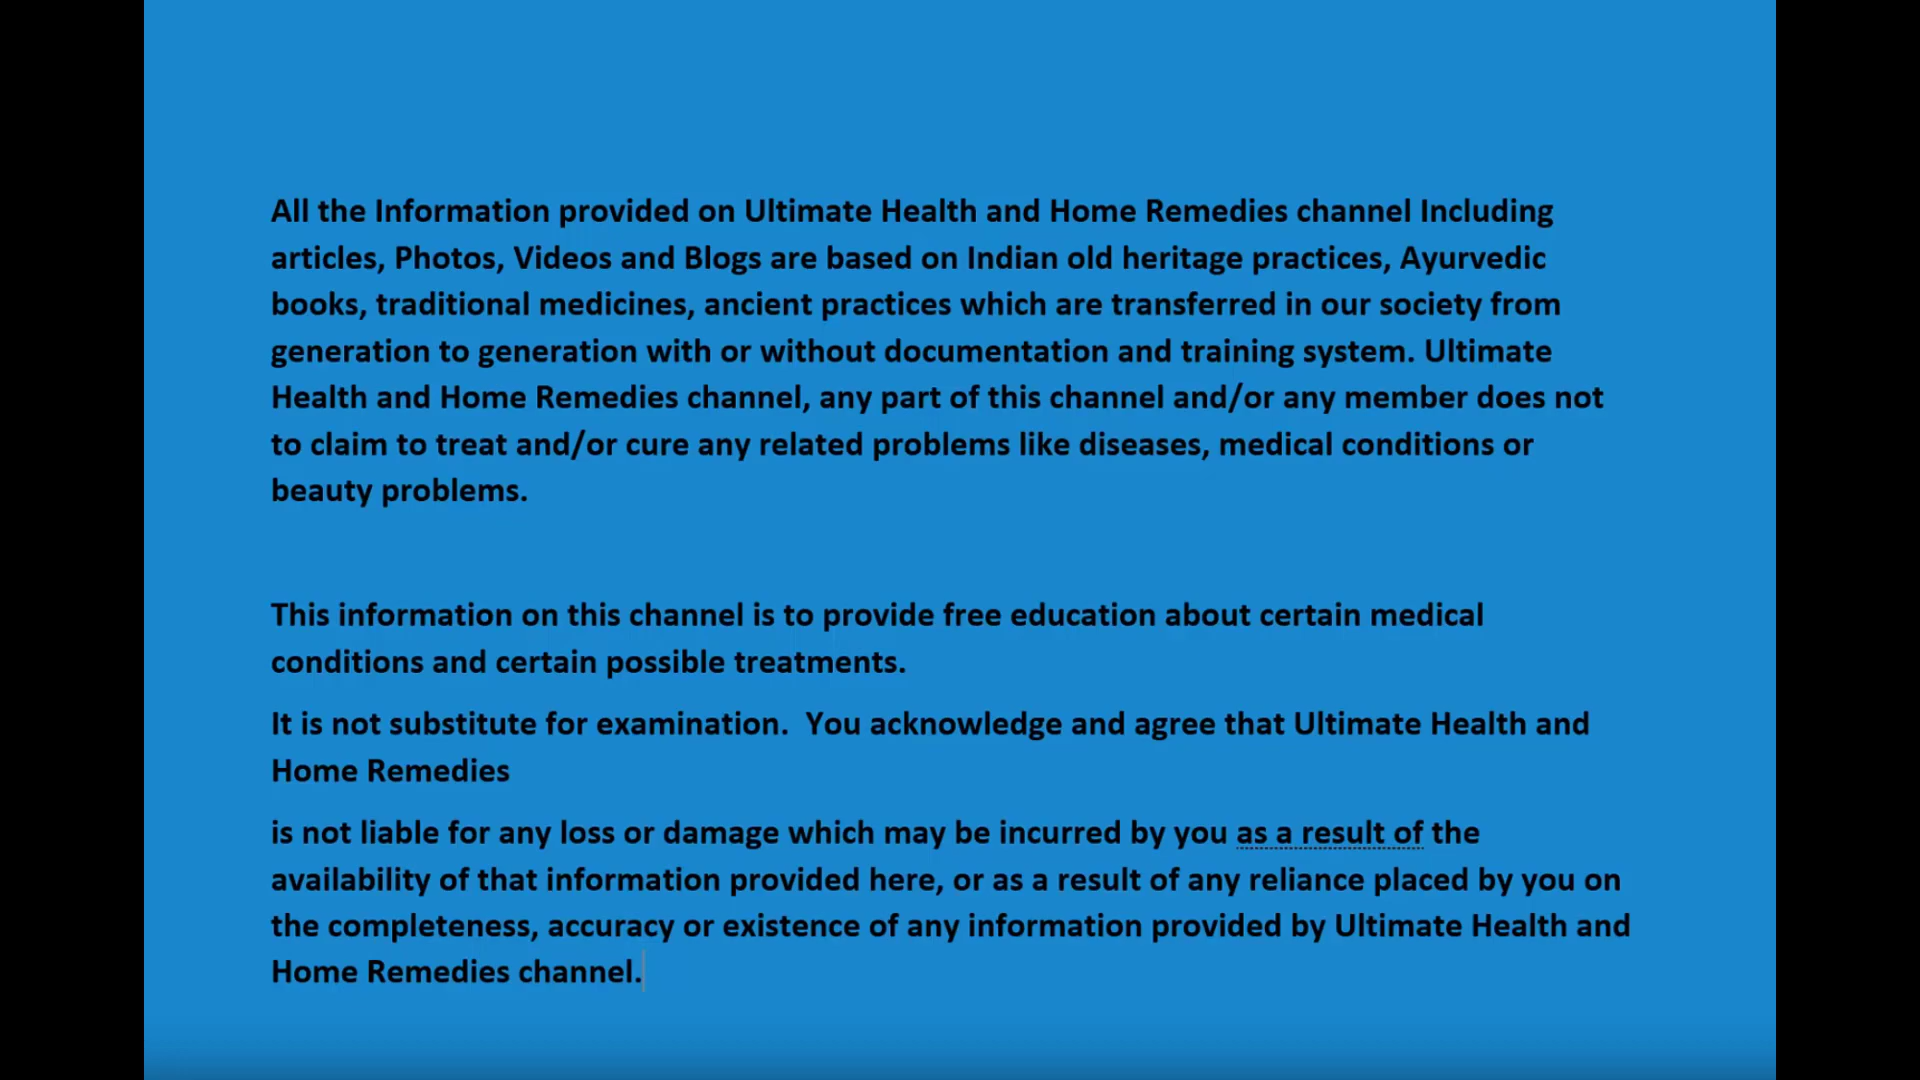 All the Information provided on Ultimate Health and Home Remedies channel Including
articles, Photos, Videos and Blogs are based on Indian old heritage practices, Ayurvedic
books, traditional medicines, ancient practices which are transferred in our society from
generation to generation with or without documentation and training system. Ultimate
Health and Home Remedies channel, any part of this channel and/or any member does not
to claim to treat and/or cure any related problems like diseases, medical conditions or
beauty problems.
This information on this channel is to provide free education about certain medical
conditions and certain possible treatments.
It is not substitute for examination.  You acknowledge and agree that Ultimate Health and
Home Remedies
is not liable for any loss or damage which may be incurred by you as a result of the
availability of that information provided here, or as a result of any reliance placed by you on
the completeness, accuracy or existence of any information provided by Ultimate Health and
Home Remedies channel.